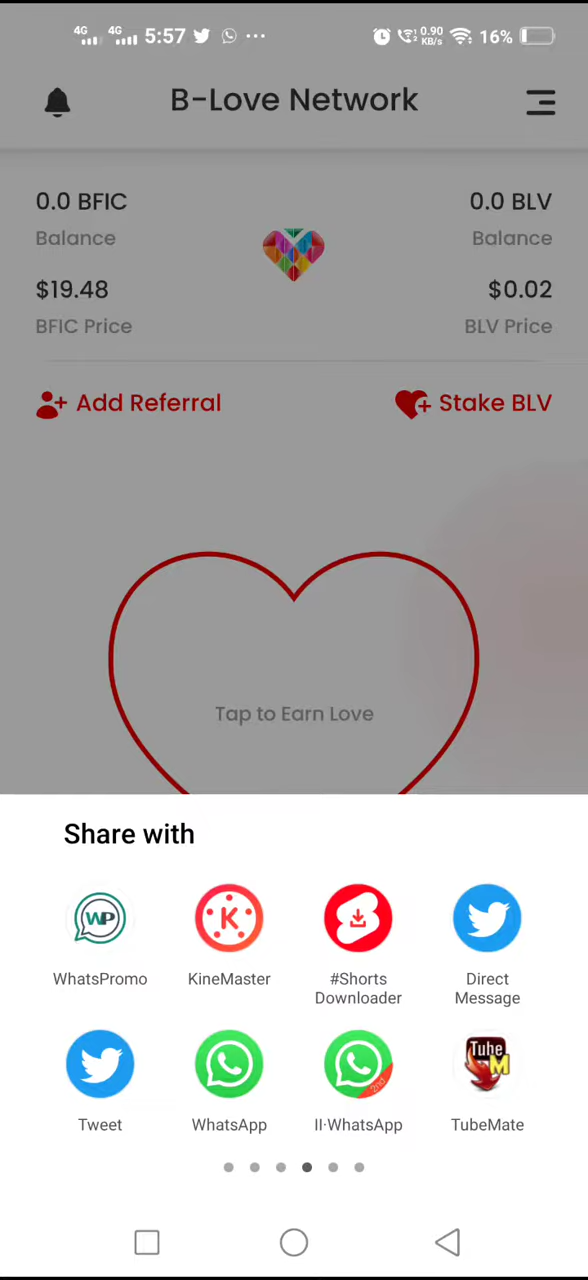 4G 4G 5:57 ... 0.90 KB/s 16%
B-Love Network
0.0 BFIC 0.0 BLV
Balance Balance
$19.48 $0.02
BFIC Price BLV Price
Add Referral Stake BLV
Tap to Earn Love
Share with
WP K
WhatsPromo KineMaster #Shorts Downloader Direct Message
2nd Tube M
Tweet WhatsApp II·WhatsApp TubeMate